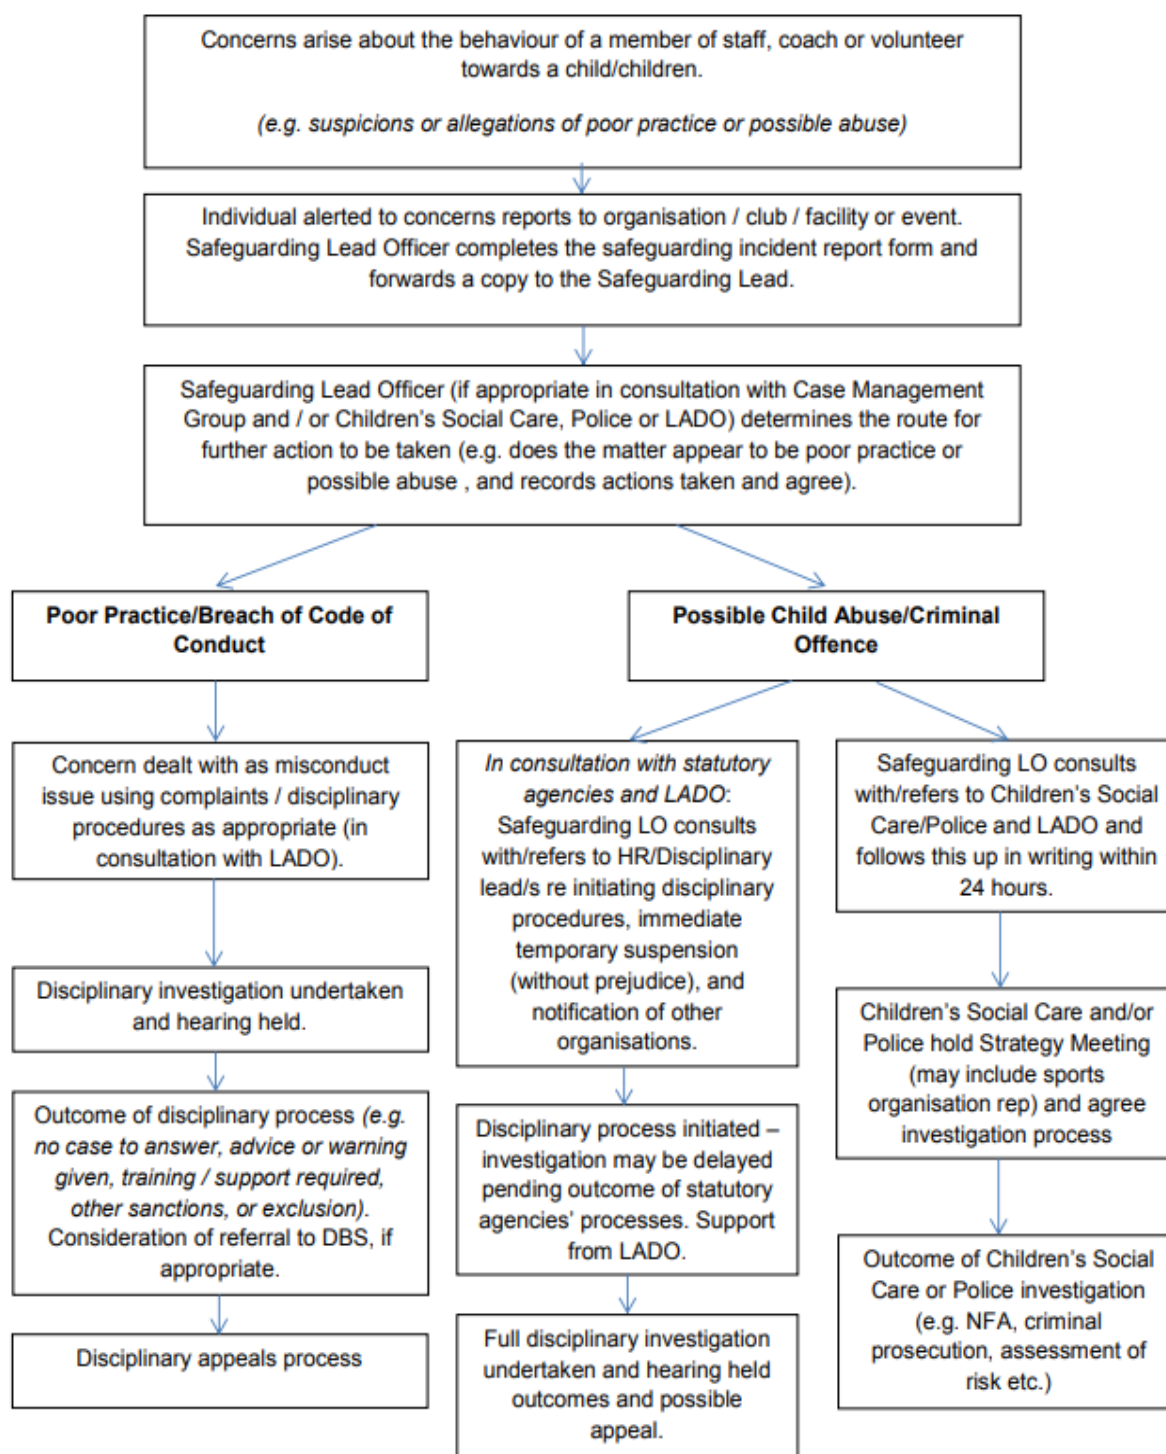 Concerns arise about the behaviour of a member of staff, coach or volunteer
towards a child/children.
(e.g. suspicions or allegations of poor practice or possible abuse)
Individual alerted to concerns reports to organisation / club / facility or event.
Safeguarding Lead Officer completes the safeguarding incident report form and
forwards a copy to the Safeguarding Lead.
Safeguarding Lead Officer (if appropriate in consultation with Case Management
Group and / or Children's Social Care, Police or LADO) determines the route for
further action to be taken (e.g. does the matter appear to be poor practice or
possible abuse , and records actions taken and agree).
Poor Practice/Breach of Code of
Conduct
Concern dealt with as misconduct
issue using complaints / disciplinary
procedures as appropriate (in
consultation with LADO).
Disciplinary investigation undertaken
and hearing held.
Outcome of disciplinary process (e.g.
no case to answer, advice or warning
given, training / support required,
other sanctions, or exclusion).
Consideration of referral to DBS, if
appropriate.
Disciplinary appeals process
Possible Child Abuse/Criminal
Offence
In consultation with statutory
agencies and LADO:
Safeguarding LO consults
with/refers to HR/Disciplinary
lead/s re initiating disciplinary
procedures, immediate
temporary suspension
(without prejudice), and
notification of other
organisations.
Disciplinary process initiated –
investigation may be delayed
pending outcome of statutory
agencies' processes. Support
from LADO.
Full disciplinary investigation
undertaken and hearing held
outcomes and possible
appeal.
Safeguarding LO consults
with/refers to Children's Social
Care/Police and LADO and
follows this up in writing within
24 hours.
Children's Social Care and/or
Police hold Strategy Meeting
(may include sports
organisation rep) and agree
investigation process
Outcome of Children's Social
Care or Police investigation
(e.g. NFA, criminal
prosecution, assessment of
risk etc.)